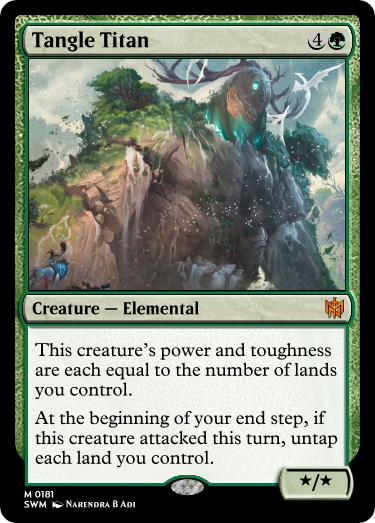 Tangle Titan 4
Creature — Elemental
This creature's power and toughness
are each equal to the number of lands
you control.
At the beginning of your end step, if
this creature attacked this turn, untap
each land you control.
★/★
M 0181
SWM Narendra B Adi